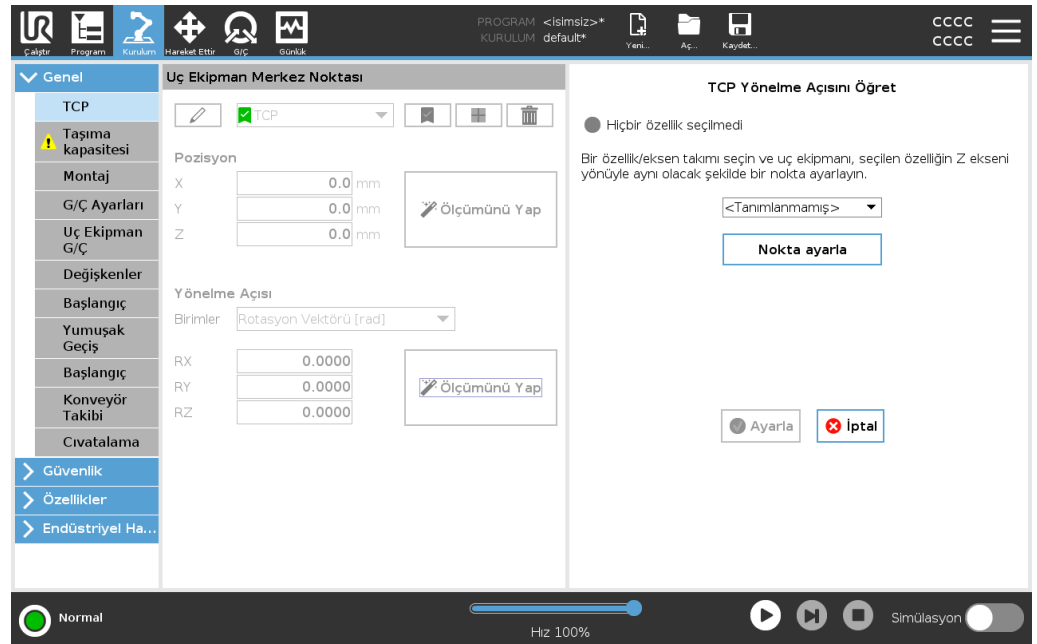 PROGRAM <isimsiz>*
KURULUM default*
Çalıştır
Program
Kurulum
Hareket Ettir
G/Ç
Günlük
Yeni...
Aç...
Kaydet...
CCCC
CCCC
Genel
TCP
Taşıma
kapasitesi
Montaj
G/Ç Ayarları
Uç Ekipman
G/Ç
Değişkenler
Başlangıç
Yumuşak
Geçiş
Başlangıç
Konveyör
Takibi
Cıvatalama
Güvenlik
Özellikler
Endüstriyel Ha...
Uç Ekipman Merkez Noktası
TCP
Pozisyon
X 0.0 mm
Y 0.0 mm
Z 0.0 mm
Ölçümünü Yap
Yönelme Açısı
Birimler Rotasyon Vektörü [rad]
RX 0.0000
RY 0.0000
RZ 0.0000
Ölçümünü Yap
TCP Yönelme Açısını Öğret
Hiçbir özellik seçilmedi
Bir özellik/eksen takımı seçin ve uç ekipmanı, seçilen özelliğin Z ekseni
yönüyle aynı olacak şekilde bir nokta ayarlayın.
<Tanımlanmamış>
Nokta ayarla
Ayarla
İptal
Normal
Hız 100%
Simülasyon